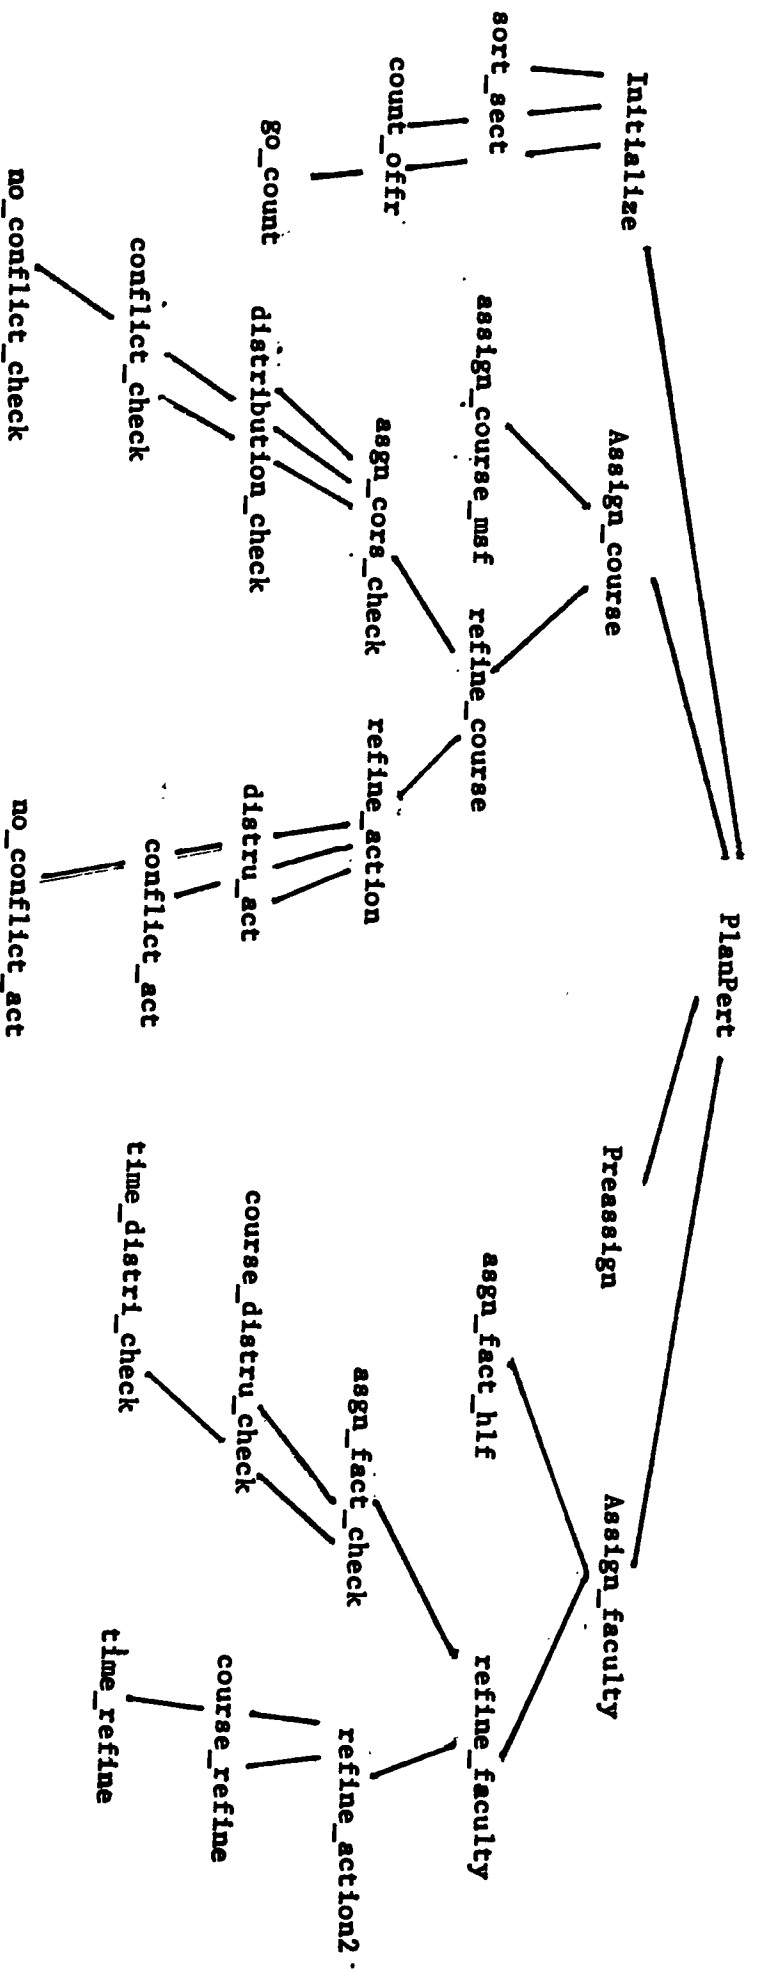 PlanPert
Initialize
Assign_course
Preassign
Assign_faculty
sort_sect
assign_course_msf
refine_course
asgn_fact_hlf
refine_faculty
count_offr
asgn_cors_check
refine_action
asgn_fact_check
refine_action2
go_count
distribution_check
distru_act
course_distru_check
course_refine
conflict_check
conflict_act
time_distri_check
time_refine
no_conflict_check
no_conflict_act